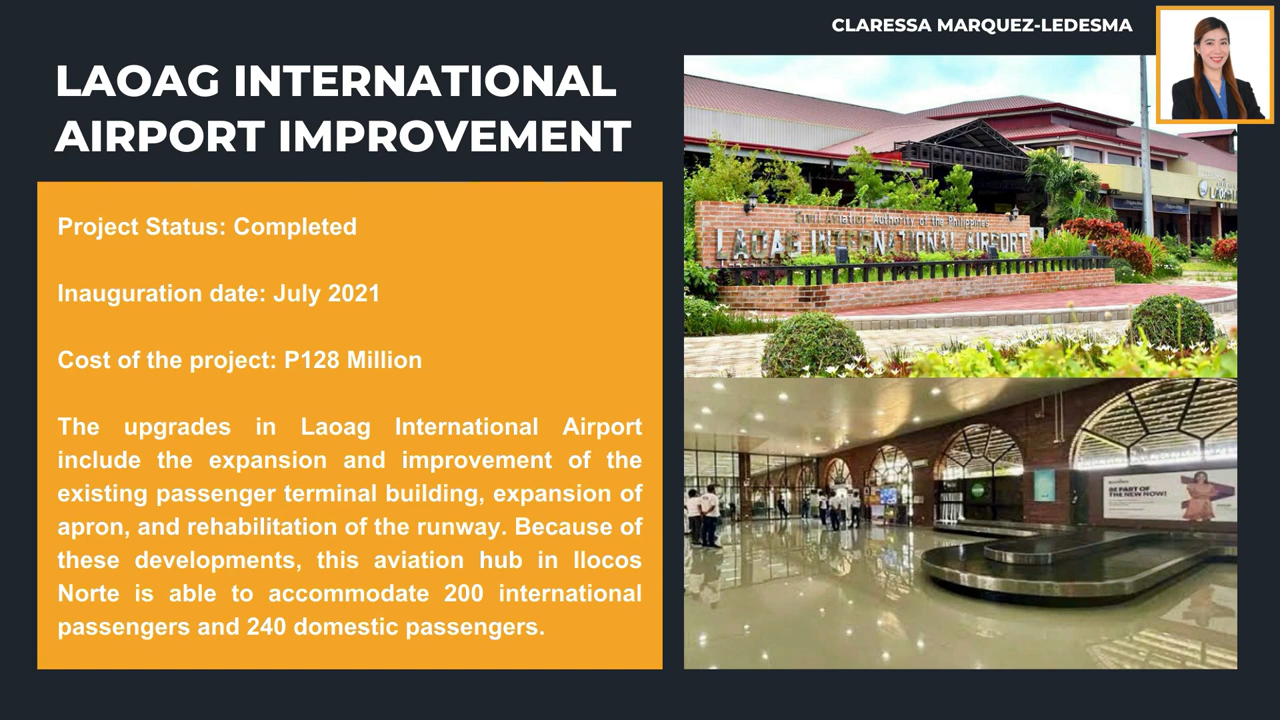 CLARESSA MARQUEZ-LEDESMA
LAOAG INTERNATIONAL
AIRPORT IMPROVEMENT
Project Status: Completed
Inauguration date: July 2021
Cost of the project: P128 Million
The upgrades in Laoag International Airport
include the expansion and improvement of the
existing passenger terminal building, expansion of
apron, and rehabilitation of the runway. Because of
these developments, this aviation hub in Ilocos
Norte is able to accommodate 200 international
passengers and 240 domestic passengers.
Civil Aviation Authority of the Philippines
LAOAG INTERNATIONAL AIRPORT
BE PART OF
THE NEW NOW!